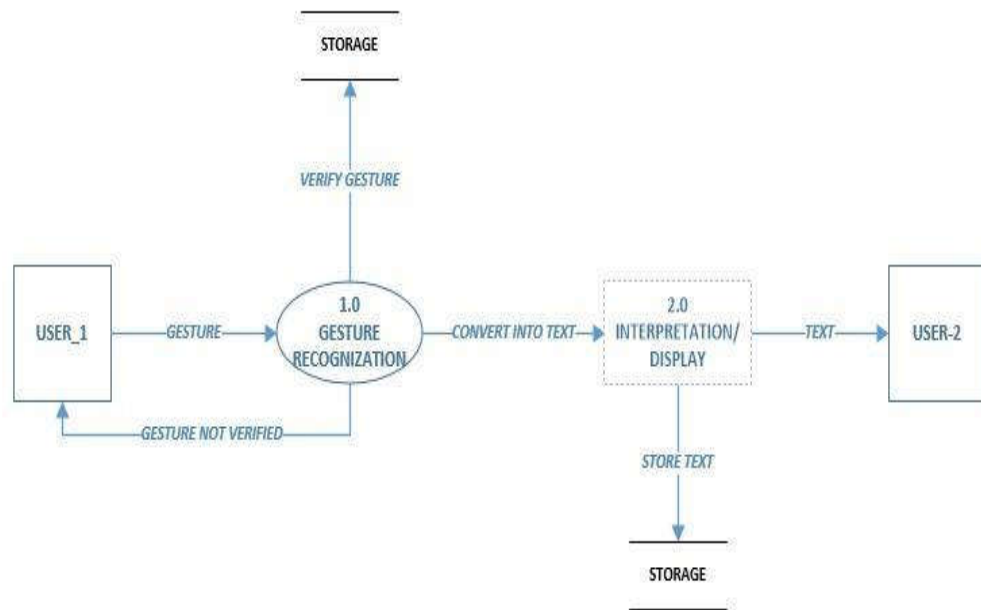 STORAGE
VERIFY GESTURE
USER_1
GESTURE
1.0
GESTURE
RECOGNIZATION
CONVERT INTO TEXT
2.0
INTERPRETATION/
DISPLAY
TEXT
USER-2
GESTURE NOT VERIFIED
STORE TEXT
STORAGE